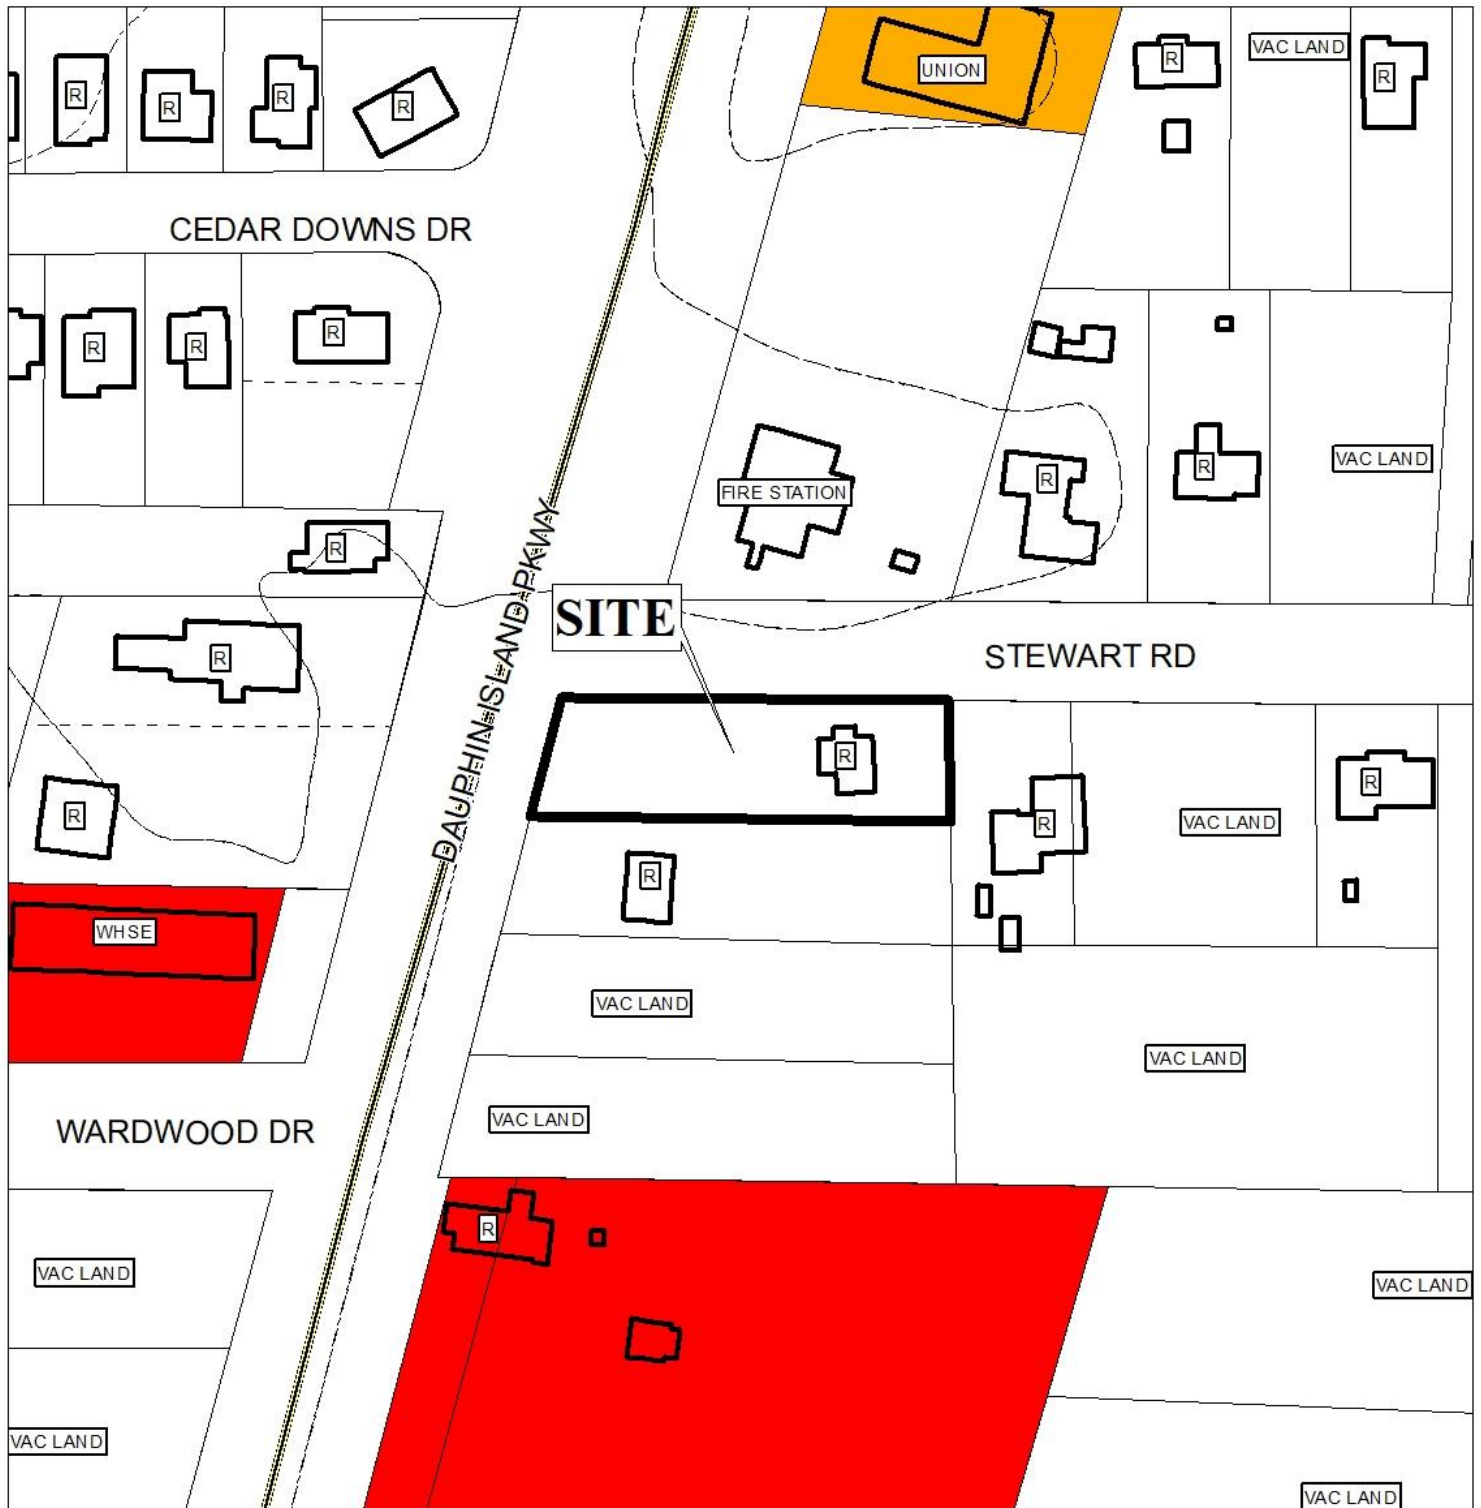 UNION
R
VAC LAND
R
R
R
R
R
R
CEDAR DOWNS DR
R
R
R
R
VAC LAND
R
R
FIRE STATION
R
DAUPHIN ISLAND PKWY
SITE
STEWART RD
R
R
R
R
R
VAC LAND
R
R
WHSE
VAC LAND
VAC LAND
VAC LAND
WARDWOOD DR
R
VAC LAND
VAC LAND
VAC LAND
VAC LAND